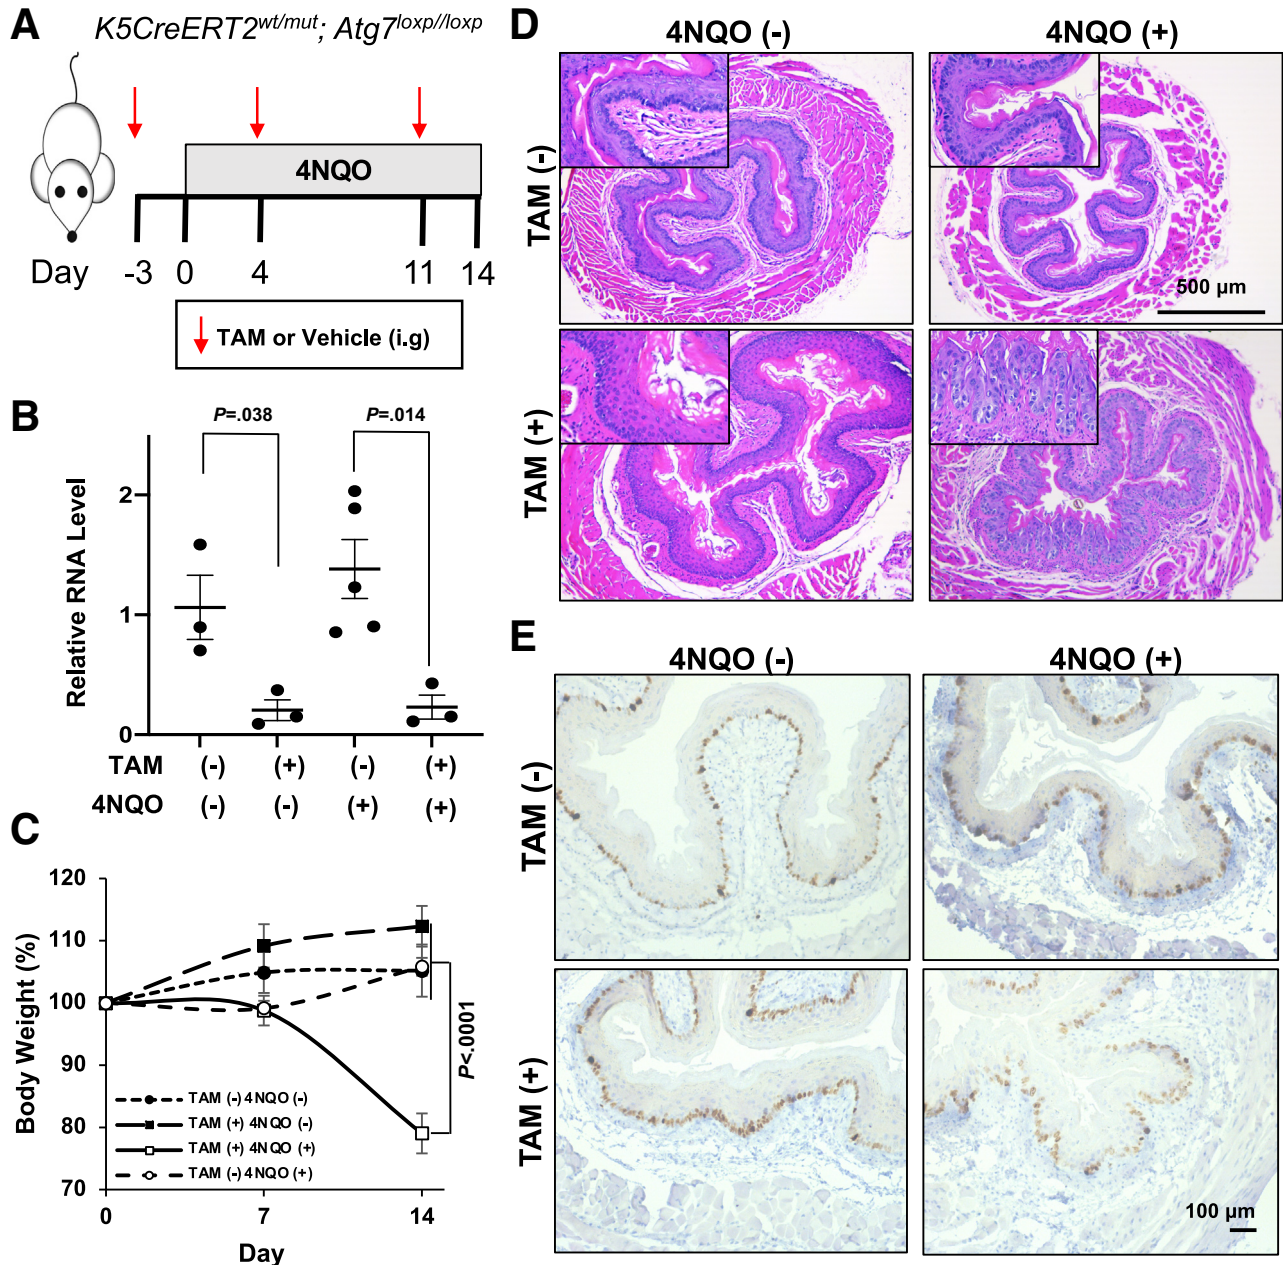 A
K5CreERT2wt/mut; Atg7loxp//loxp
4NQO
Day
-3 0 4 11 14
TAM or Vehicle (i.g)
B
P=.038
P=.014
Relative RNA Level
2
1
0
TAM (-) (+) (-) (+)
4NQO (-) (-) (+) (+)
C
Body Weight (%)
120
110
100
90
80
70
P<.0001
TAM (-) 4NQO (-)
TAM (+) 4NQO (-)
TAM (+) 4NQO (+)
TAM (-) 4NQO (+)
0 7 14
Day
D
4NQO (-) 4NQO (+)
TAM (-)
500 µm
TAM (+)
E
4NQO (-) 4NQO (+)
TAM (-)
TAM (+)
100 µm